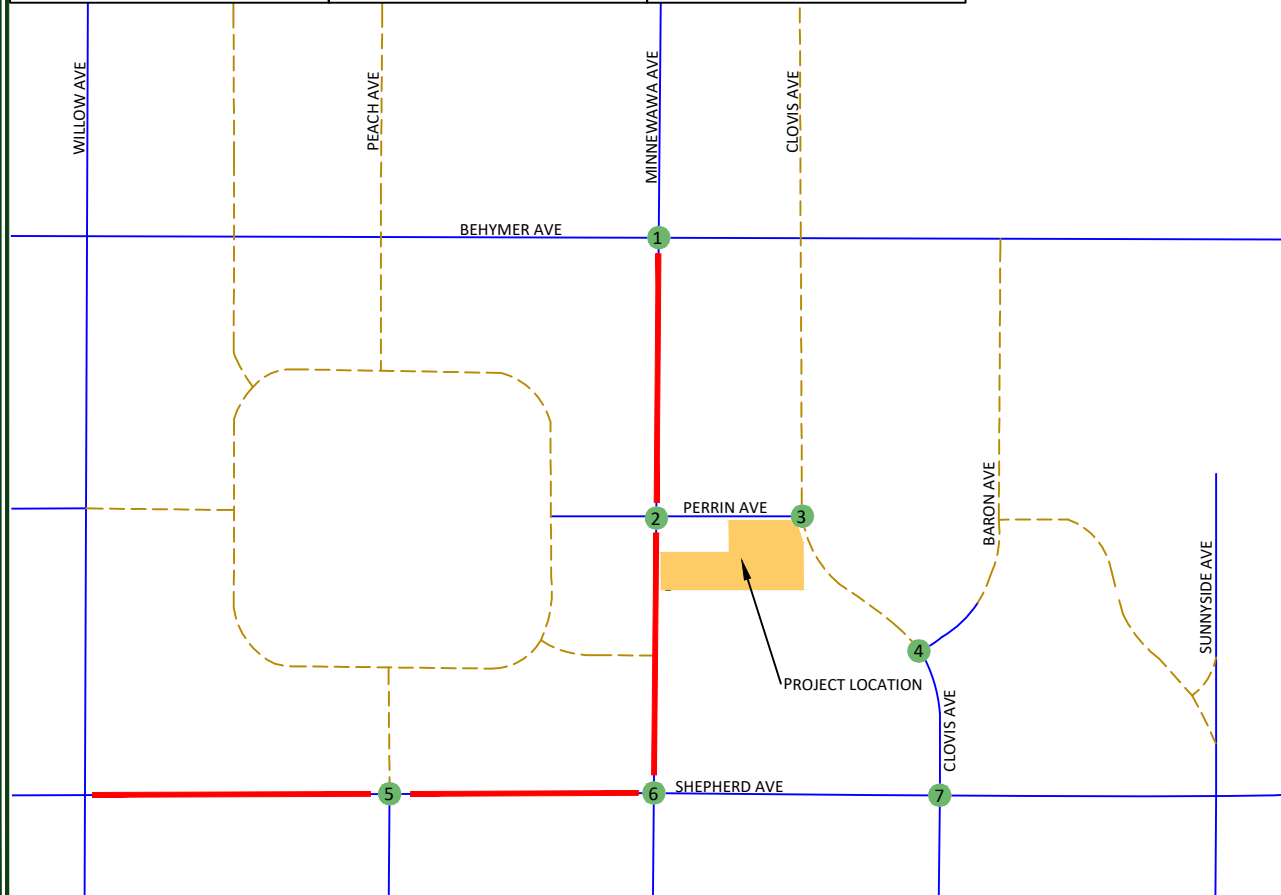 WILLOW AVE
PEACH AVE
MINNEWAWA AVE
CLOVIS AVE
BEHYMER AVE
1
PERRIN AVE
2
3
BARON AVE
SUNNYSIDE AVE
4
PROJECT LOCATION
CLOVIS AVE
SHEPHERD AVE
5
6
7